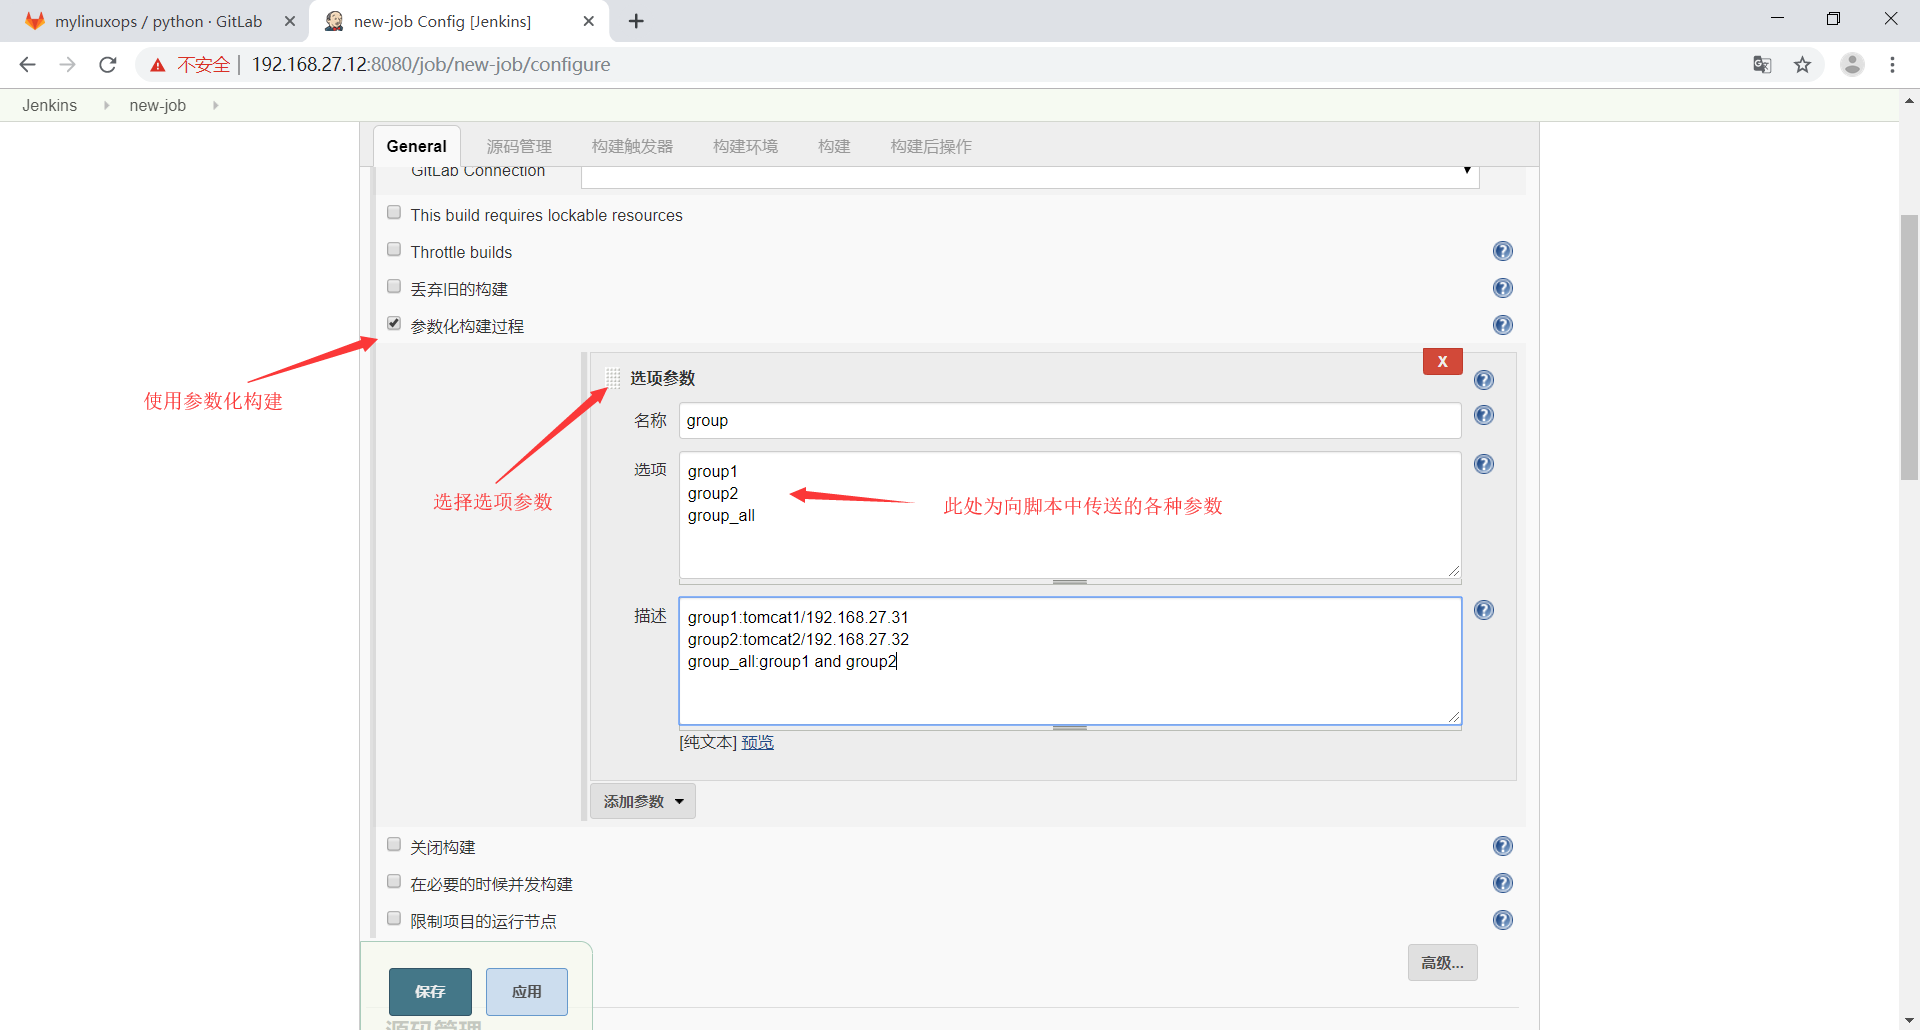 mylinuxops / python · GitLab
new-job Config [Jenkins]
不安全 | 192.168.27.12:8080/job/new-job/configure
Jenkins
new-job
General
源码管理
构建触发器
构建环境
构建
构建后操作
GitLab Connection
This build requires lockable resources
Throttle builds
丢弃旧的构建
参数化构建过程
使用参数化构建
X
选项参数
名称
group
选项
group1
group2
group_all
选择选项参数
此处为向脚本中传送的各种参数
描述
group1:tomcat1/192.168.27.31
group2:tomcat2/192.168.27.32
group_all:group1 and group2
[纯文本] 预览
添加参数
关闭构建
在必要的时候并发构建
限制项目的运行节点
高级...
保存
应用
源码管理